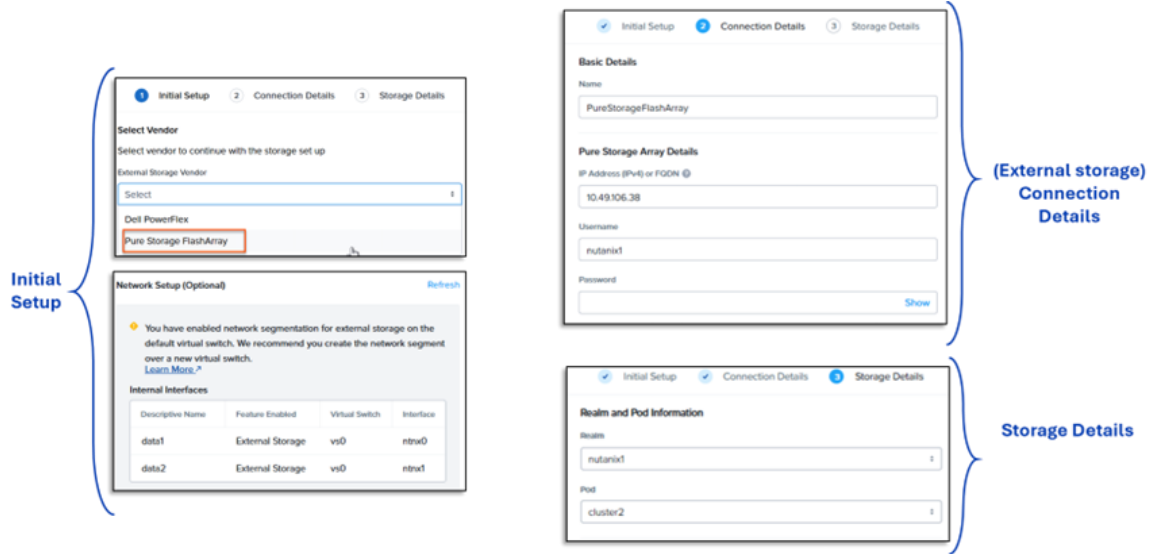 Initial
Setup
1 Initial Setup 2 Connection Details 3 Storage Details
Select Vendor
Select vendor to continue with the storage set up
External Storage Vendor
Select
Dell PowerFlex
Pure Storage FlashArray
Network Setup (Optional) Refresh
You have enabled network segmentation for external storage on the
default virtual switch. We recommend you create the network segment
over a new virtual switch.
Learn More
Internal Interfaces
Descriptive Name Feature Enabled Virtual Switch Interface
data1 External Storage vs0 ntnx0
data2 External Storage vs0 ntnx1
Initial Setup 2 Connection Details 3 Storage Details
Basic Details
Name
PureStorageFlashArray
Pure Storage Array Details
IP Address (IPv4) or FQDN
10.49.106.38
Username
nutanix1
Password
Show
(External storage)
Connection
Details
Initial Setup Connection Details 3 Storage Details
Realm and Pod Information
Realm
nutanix1
Pod
cluster2
Storage Details